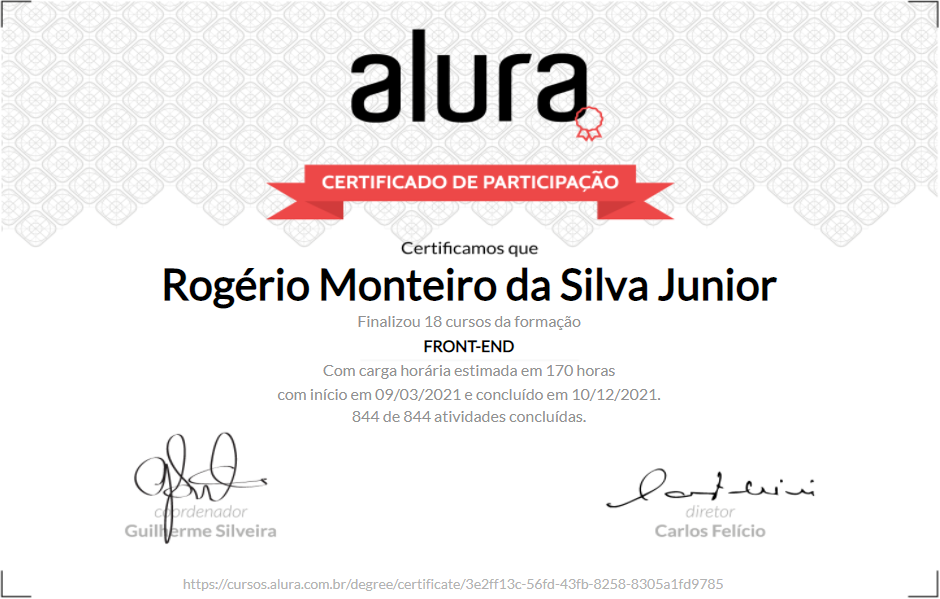 alura
CERTIFICADO DE PARTICIPAÇÃO
Certificamos que
Rogério Monteiro da Silva Junior
Finalizou 18 cursos da formação
FRONT-END
Com carga horária estimada em 170 horas
com início em 09/03/2021 e concluído em 10/12/2021.
844 de 844 atividades concluídas.
coordenador
Guilherme Silveira
diretor
Carlos Felício
https://cursos.alura.com.br/degree/certificate/3e2ff13c-56fd-43fb-8258-8305a1fd9785